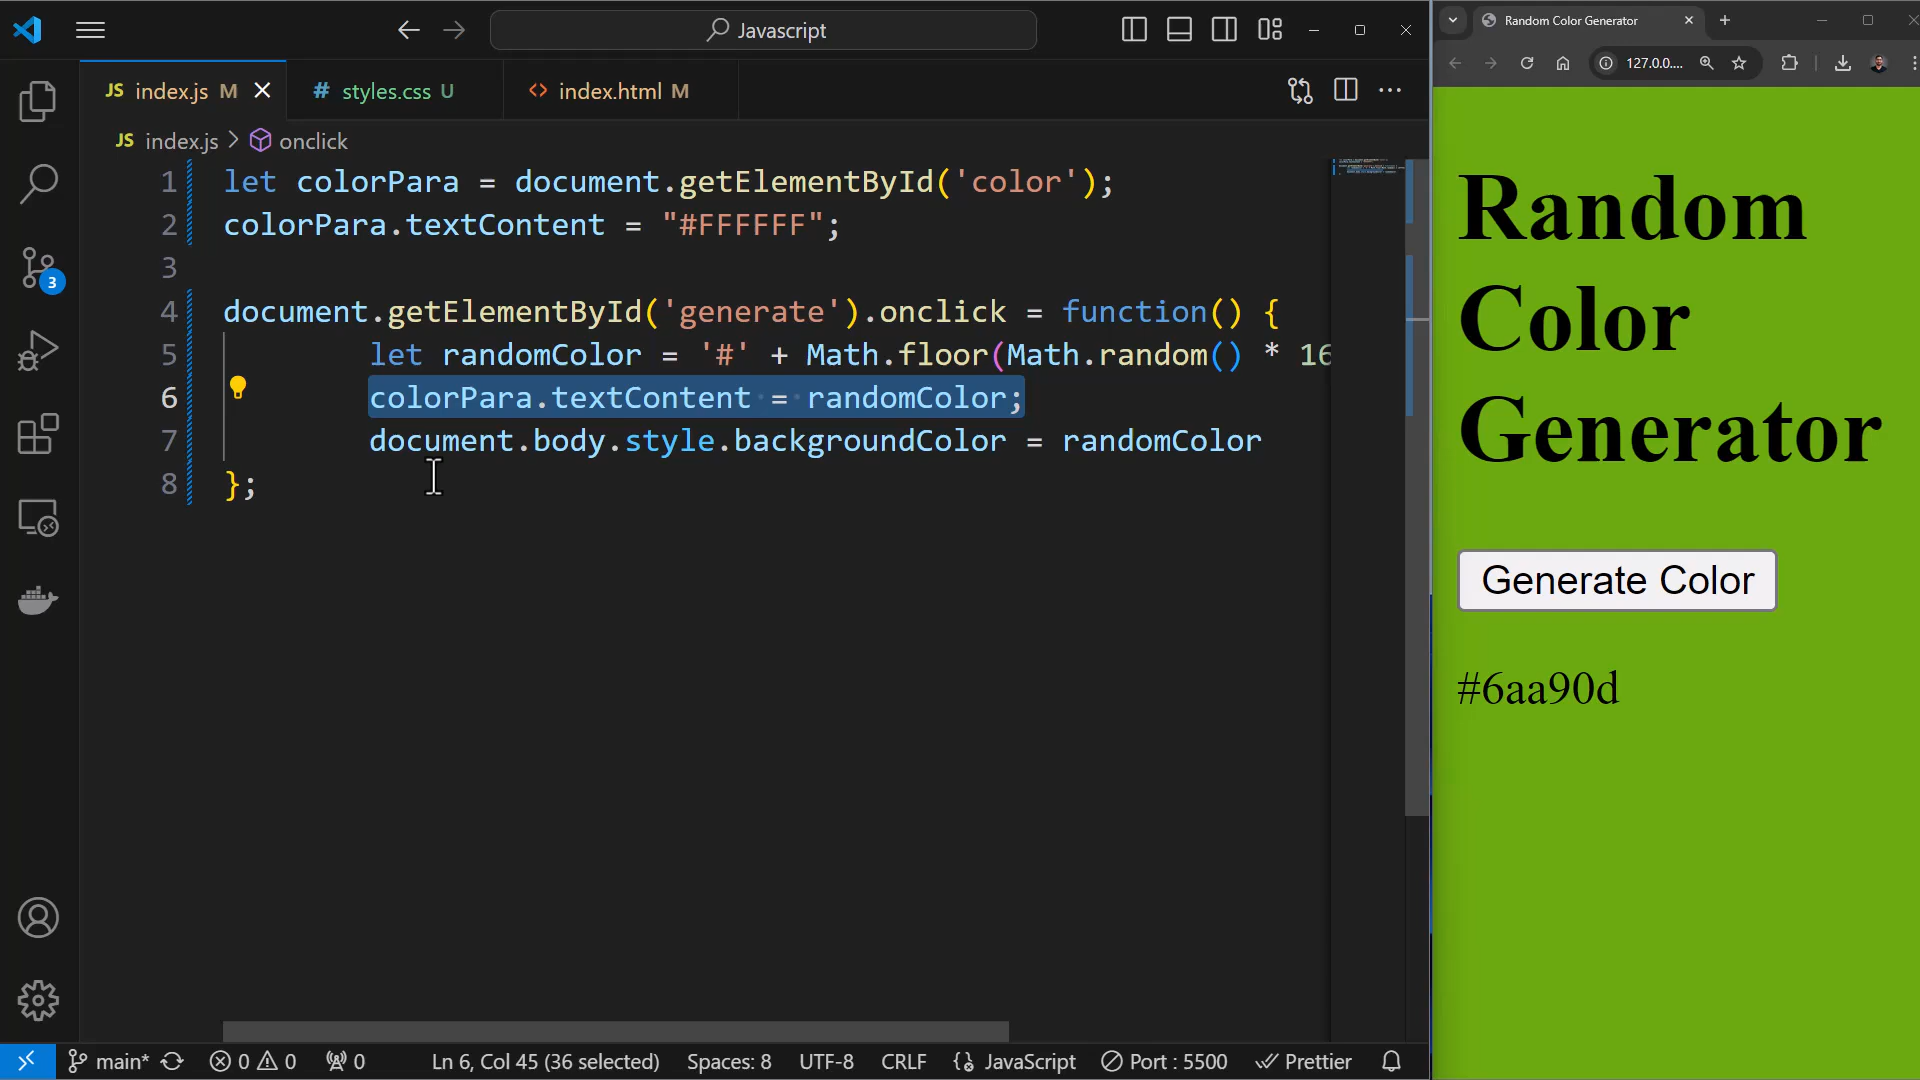 Javascript
JS index.js M
# styles.css U
<> index.html M
JS index.js > onclick
1 let colorPara = document.getElementById('color');
2 colorPara.textContent = "#FFFFFF";
3
4 document.getElementById('generate').onclick = function() {
5 let randomColor = '#' + Math.floor(Math.random() * 16
6 colorPara.textContent = randomColor;
7 document.body.style.backgroundColor = randomColor
8 };
3
main* 0 0 0 Ln 6, Col 45 (36 selected) Spaces: 8 UTF-8 CRLF {} JavaScript Port : 5500 Prettier
Random Color Generator
127.0.0....
Random
Color
Generator
Generate Color
#6aa90d